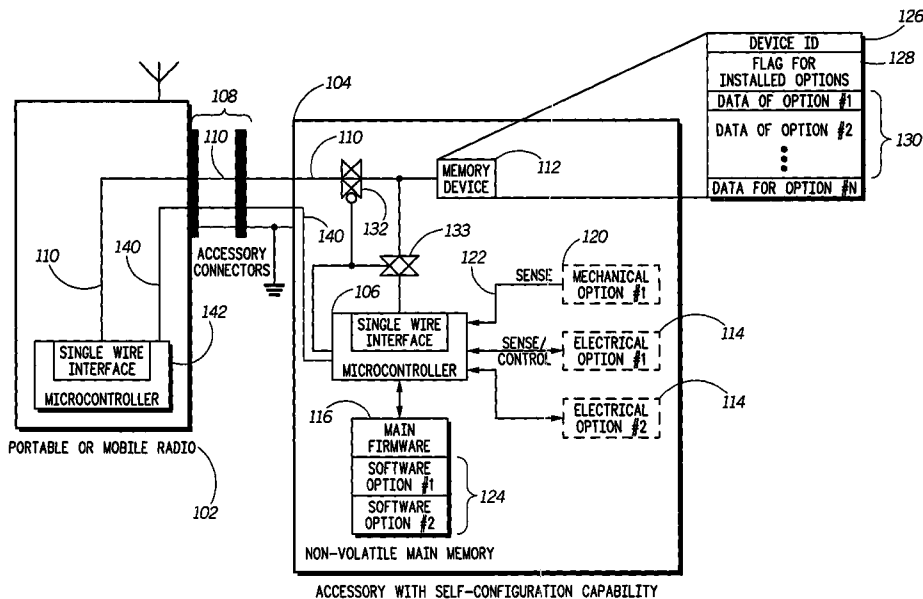 126
DEVICE ID
128
FLAG FOR
INSTALLED OPTIONS
DATA OF OPTION #1
DATA OF OPTION #2
130
DATA FOR OPTION #N
108
104
110
110
MEMORY
DEVICE
112
132
140
133
ACCESSORY
CONNECTORS
110
140
142
106
122
120
SENSE
MECHANICAL
OPTION #1
SINGLE WIRE
INTERFACE
MICROCONTROLLER
SINGLE WIRE
INTERFACE
MICROCONTROLLER
SENSE/
CONTROL
ELECTRICAL
OPTION #1
114
ELECTRICAL
OPTION #2
114
116
MAIN
FIRMWARE
SOFTWARE
OPTION #1
SOFTWARE
OPTION #2
124
PORTABLE OR MOBILE RADIO
102
NON-VOLATILE MAIN MEMORY
ACCESSORY WITH SELF-CONFIGURATION CAPABILITY